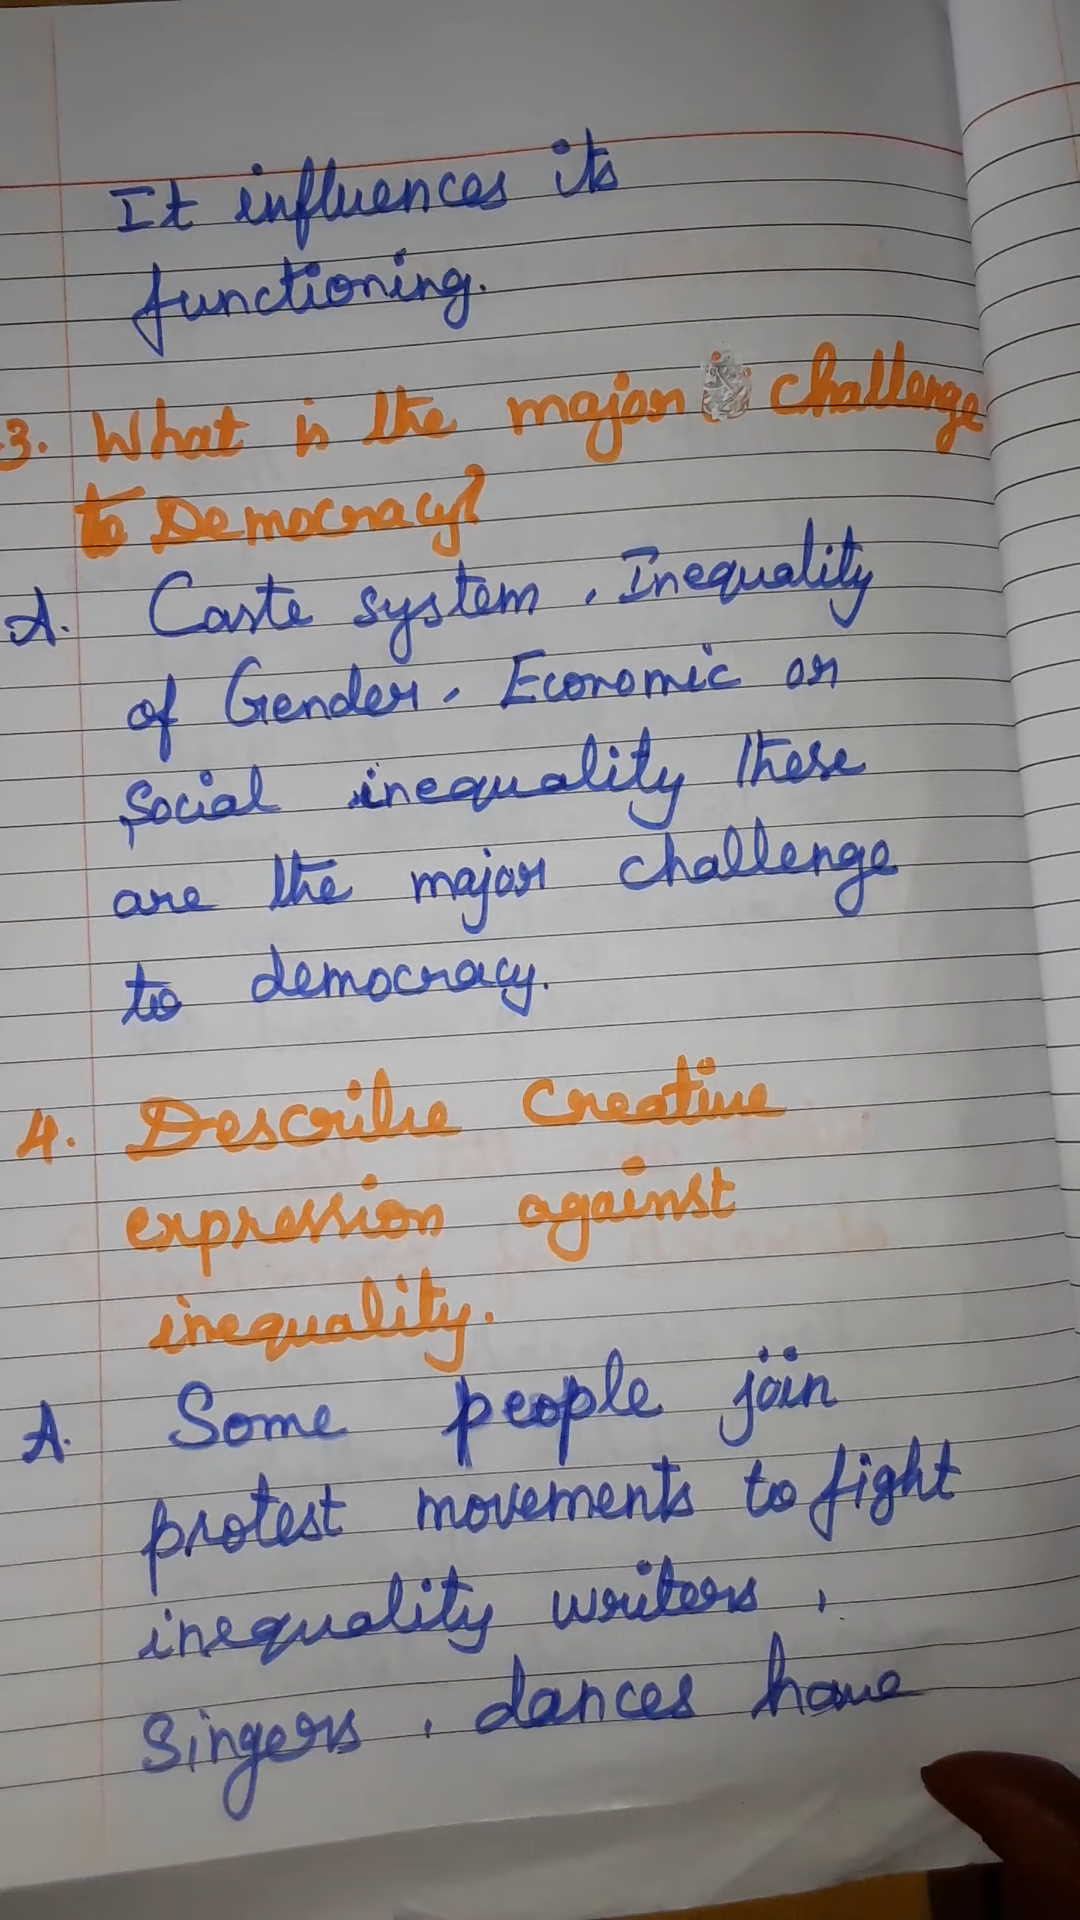 It influences its
functioning.
3. What is the major challenge
to Democracy?
A. Caste system, Inequality
of Gender, Economic or
Social inequality these
are the major challenge
to democracy.
4. Describe Creative
expression against
inequality.
A. Some people join
protest movements to fight
inequality writers,
Singers, dances have